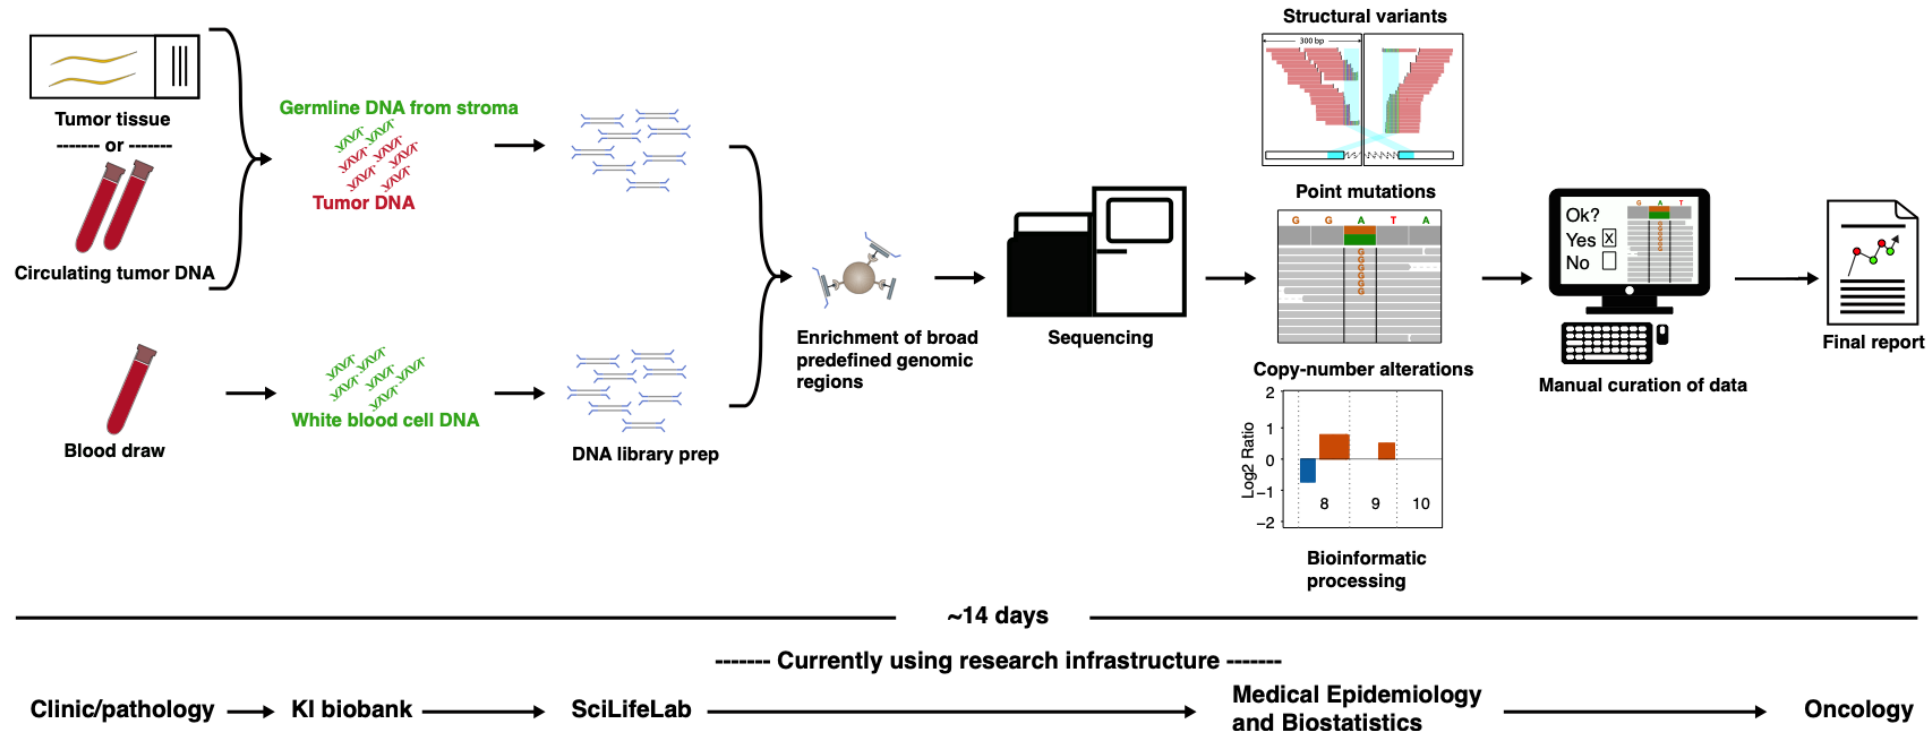 Tumor tissue
------- or -------
Circulating tumor DNA
Blood draw
Germline DNA from stroma
Tumor DNA
White blood cell DNA
DNA library prep
Enrichment of broad
predefined genomic
regions
Sequencing
Structural variants
300 bp
Point mutations
G G A T A
G
G
G
G
G
Copy-number alterations
Log2 Ratio
2
1
0
−1
−2
8 9 10
Bioinformatic
processing
Ok?
Yes X
No
G A T
Manual curation of data
Final report
~14 days
------- Currently using research infrastructure -------
Clinic/pathology
KI biobank
SciLifeLab
Medical Epidemiology
and Biostatistics
Oncology